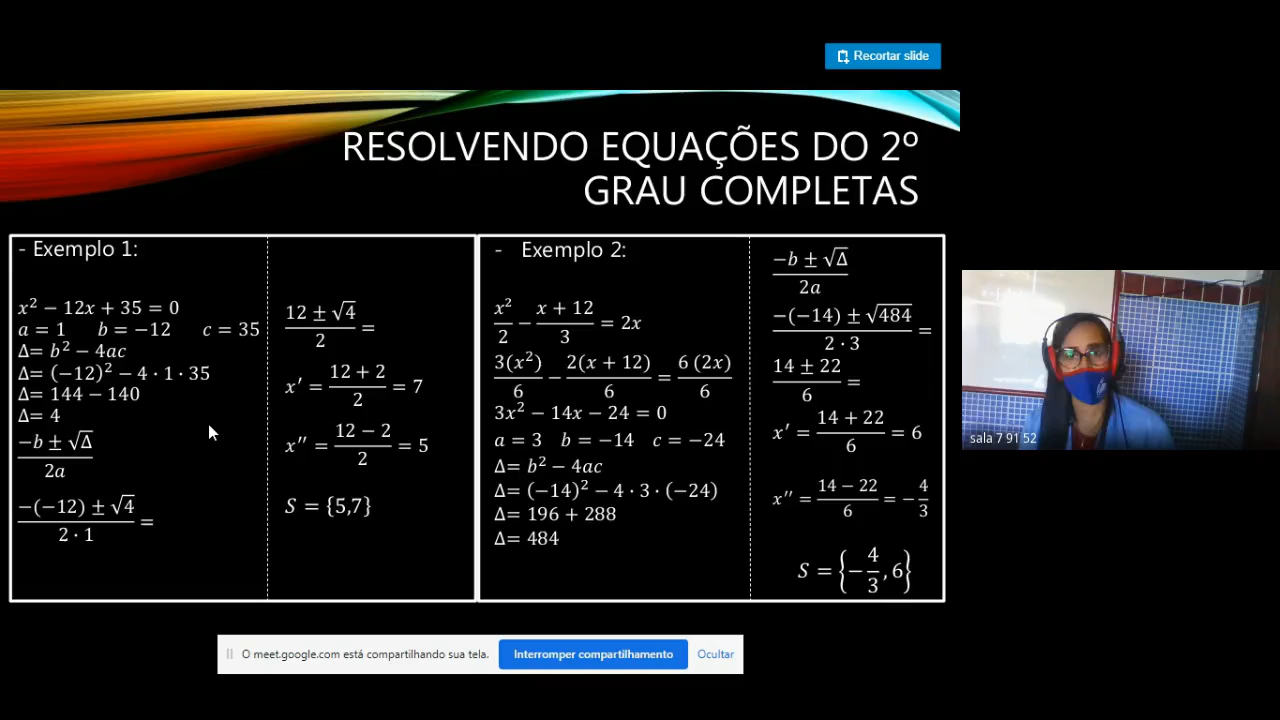 Recortar slide
RESOLVENDO EQUAÇÕES DO 2º
GRAU COMPLETAS
- Exemplo 1:
x² − 12x + 35 = 0
a = 1 b = −12 c = 35
Δ= b² − 4ac
Δ= (−12)² − 4 · 1 · 35
Δ= 144 − 140
Δ= 4
−b ± √Δ
2a
−(−12) ± √4
2 · 1
=
12 ± √4
2
=
x′ = 12 + 2
2
= 7
x′′ = 12 − 2
2
= 5
S = {5,7}
- Exemplo 2:
x²/2 − (x + 12)/3 = 2x
3(x²)/6 − 2(x + 12)/6 = 6 (2x)/6
3x² − 14x − 24 = 0
a = 3 b = −14 c = −24
Δ= b² − 4ac
Δ= (−14)² − 4 · 3 · (−24)
Δ= 196 + 288
Δ= 484
−b ± √Δ
2a
−(−14) ± √484
2 · 3
=
14 ± 22
6
=
x′ = 14 + 22
6
= 6
x′′ = 14 − 22
6
= −4/3
S = {−4/3, 6}
sala 7 91 52
O meet.google.com está compartilhando sua tela.
Interromper compartilhamento
Ocultar